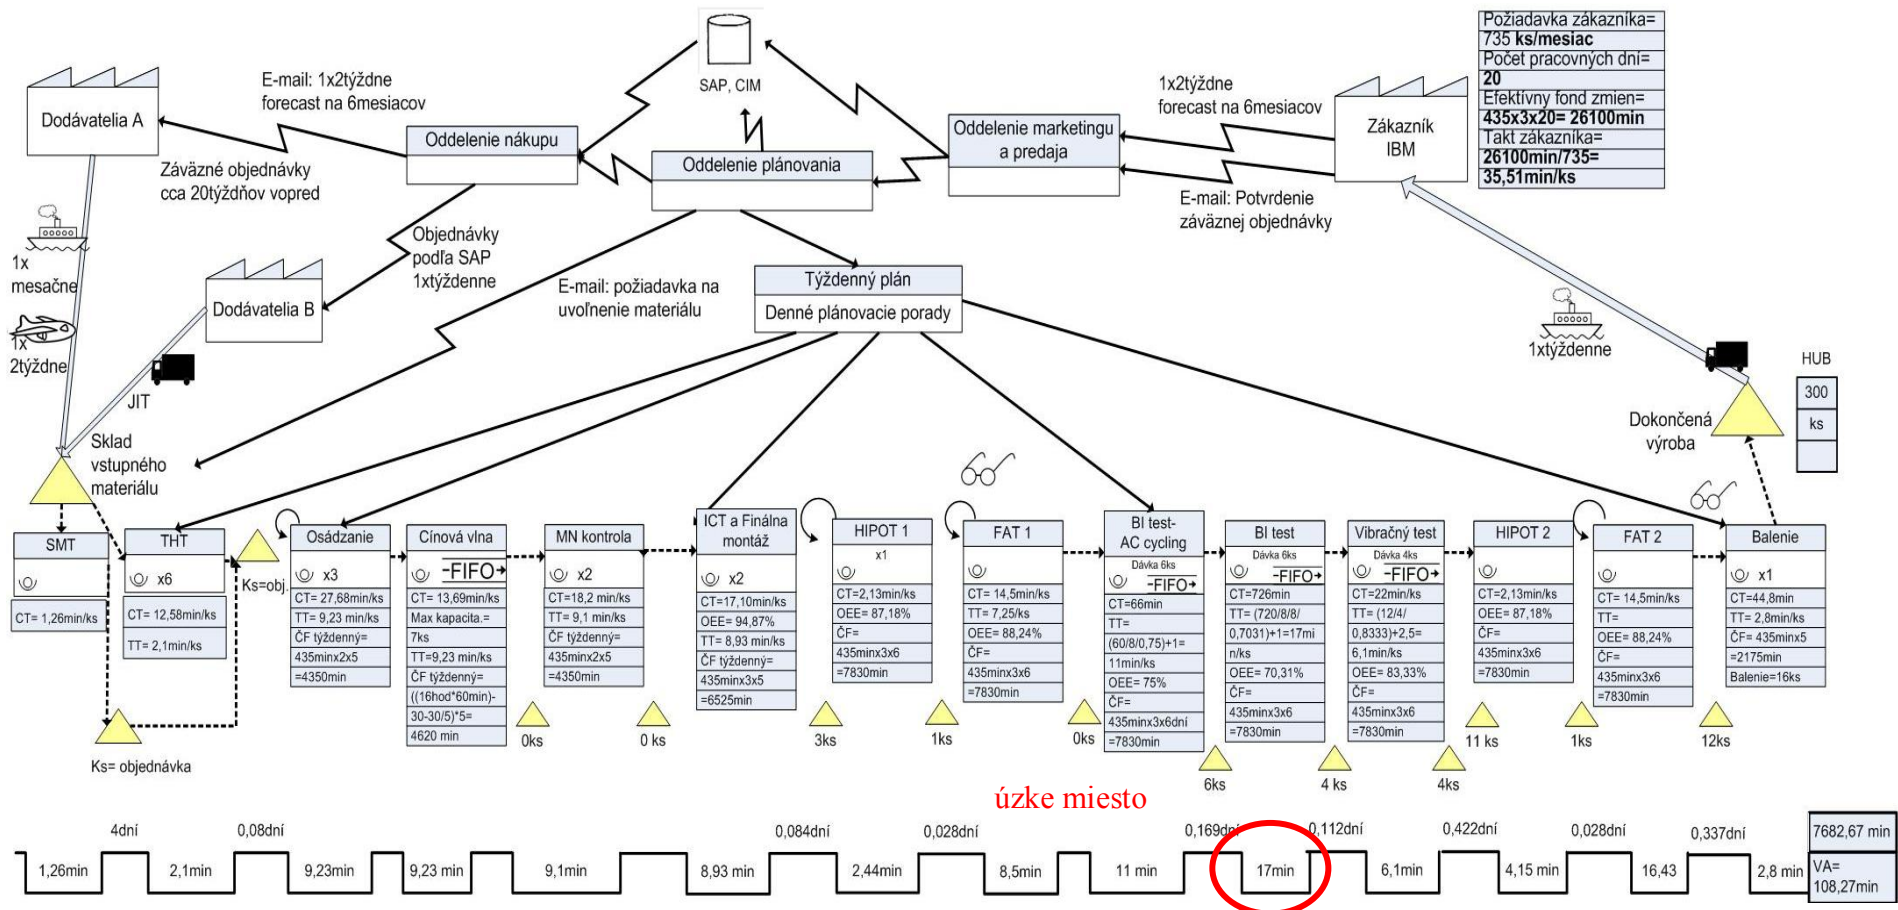 SAP, CIM
Požiadavka zákazníka=
735 ks/mesiac
Počet pracovných dní=
20
Efektívny fond zmien=
435x3x20= 26100min
Takt zákazníka=
26100min/735=
35,51min/ks
Dodávatelia A
E-mail: 1x2týždne
forecast na 6mesiacov
Záväzné objednávky
cca 20týždňov vopred
Oddelenie nákupu
Oddelenie plánovania
Oddelenie marketingu
a predaja
1x2týždne
forecast na 6mesiacov
E-mail: Potvrdenie
záväznej objednávky
Zákazník
IBM
1x
mesačne
1x
2týždne
Dodávatelia B
JIT
Objednávky
podľa SAP
1xtýždenne
E-mail: požiadavka na
uvoľnenie materiálu
Týždenný plán
Denné plánovacie porady
1xtýždenne
HUB
300
ks
Dokončená
výroba
Sklad
vstupného
materiálu
SMT
CT= 1,26min/ks
THT
x6
CT= 12,58min/ks
TT= 2,1min/ks
Ks=obj.
Ks= objednávka
Osádzanie
x3
CT= 27,68min/ks
TT= 9,23 min/ks
ČF týždenný=
435minx2x5
=4350min
Cínová vlna
-FIFO→
CT= 13,69min/ks
Max kapacita.=
7ks
TT=9,23 min/ks
ČF týždenný=
((16hod*60min)-
30-30/5)*5=
4620 min
0ks
MN kontrola
x2
CT=18,2 min/ks
TT= 9,1 min/ks
ČF týždenný=
435minx2x5
=4350min
0 ks
ICT a Finálna
montáž
x2
CT=17,10min/ks
OEE= 94,87%
TT= 8,93 min/ks
ČF týždenný=
435minx3x5
=6525min
3ks
HIPOT 1
x1
CT=2,13min/ks
OEE= 87,18%
ČF=
435minx3x6
=7830min
1ks
FAT 1
CT= 14,5min/ks
TT= 7,25/ks
OEE= 88,24%
ČF=
435minx3x6
=7830min
0ks
BI test-
AC cycling
Dávka 6ks
-FIFO→
CT=66min
TT=
(60/8/0,75)+1=
11min/ks
OEE= 75%
ČF=
435minx3x6dní
=7830min
6ks
BI test
Dávka 6ks
-FIFO→
CT=726min
TT= (720/8/8/
0,7031)+1=17mi
n/ks
OEE= 70,31%
ČF=
435minx3x6
=7830min
4 ks
Vibračný test
Dávka 4ks
-FIFO→
CT=22min/ks
TT= (12/4/
0,8333)+2,5=
6,1min/ks
OEE= 83,33%
ČF=
435minx3x6
=7830min
4ks
HIPOT 2
CT=2,13min/ks
OEE= 87,18%
ČF=
435minx3x6
=7830min
11 ks
FAT 2
CT= 14,5min/ks
TT=
OEE= 88,24%
ČF=
435minx3x6
=7830min
1ks
Balenie
x1
CT=44,8min
TT= 2,8min/ks
ČF= 435minx5
=2175min
Balenie=16ks
12ks
úzke miesto
4dní
0,08dní
0,084dní
0,028dní
0,169dní
0,112dní
0,422dní
0,028dní
0,337dní
7682,67 min
1,26min
2,1min
9,23min
9,23 min
9,1min
8,93 min
2,44min
8,5min
11 min
17min
6,1min
4,15 min
16,43
2,8 min
VA=
108,27min